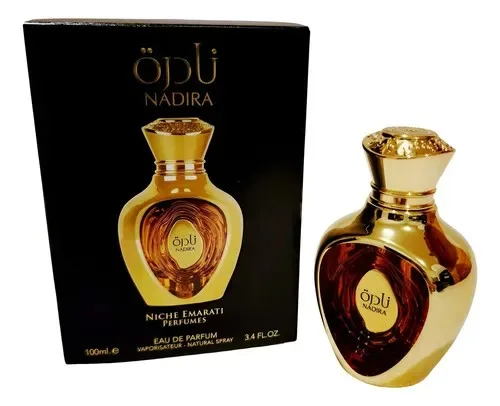 نادرة
NADIRA
نادرة
NADIRA
NICHE EMARATI
PERFUMES
EAU DE PARFUM
100ml. e
VAPORISATEUR - NATURAL SPRAY
3.4 FL.OZ.
نادرة
NADIRA